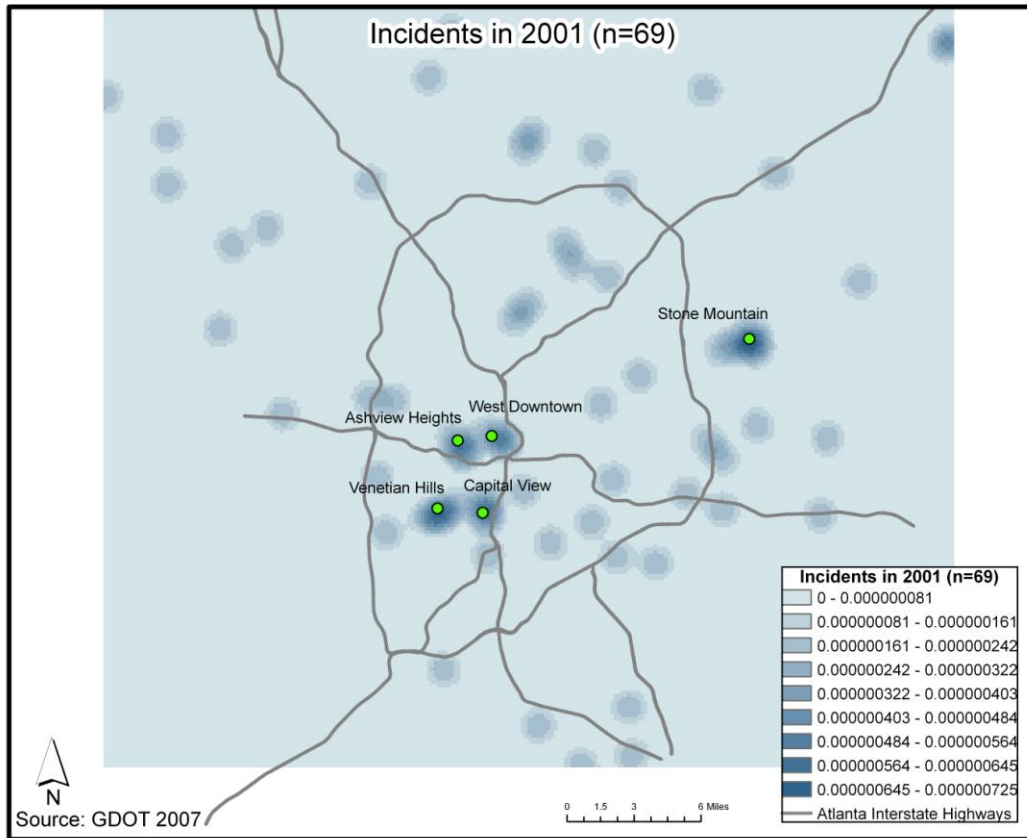 Incidents in 2001 (n=69)
Stone Mountain
West Downtown
Ashview Heights
Venetian Hills
Capital View
Incidents in 2001 (n=69)
0 - 0.000000081
0.000000081 - 0.000000161
0.000000161 - 0.000000242
0.000000242 - 0.000000322
0.000000322 - 0.000000403
0.000000403 - 0.000000484
0.000000484 - 0.000000564
0.000000564 - 0.000000645
0.000000645 - 0.000000725
Atlanta Interstate Highways
N
Source: GDOT 2007
0 1.5 3 6 Miles